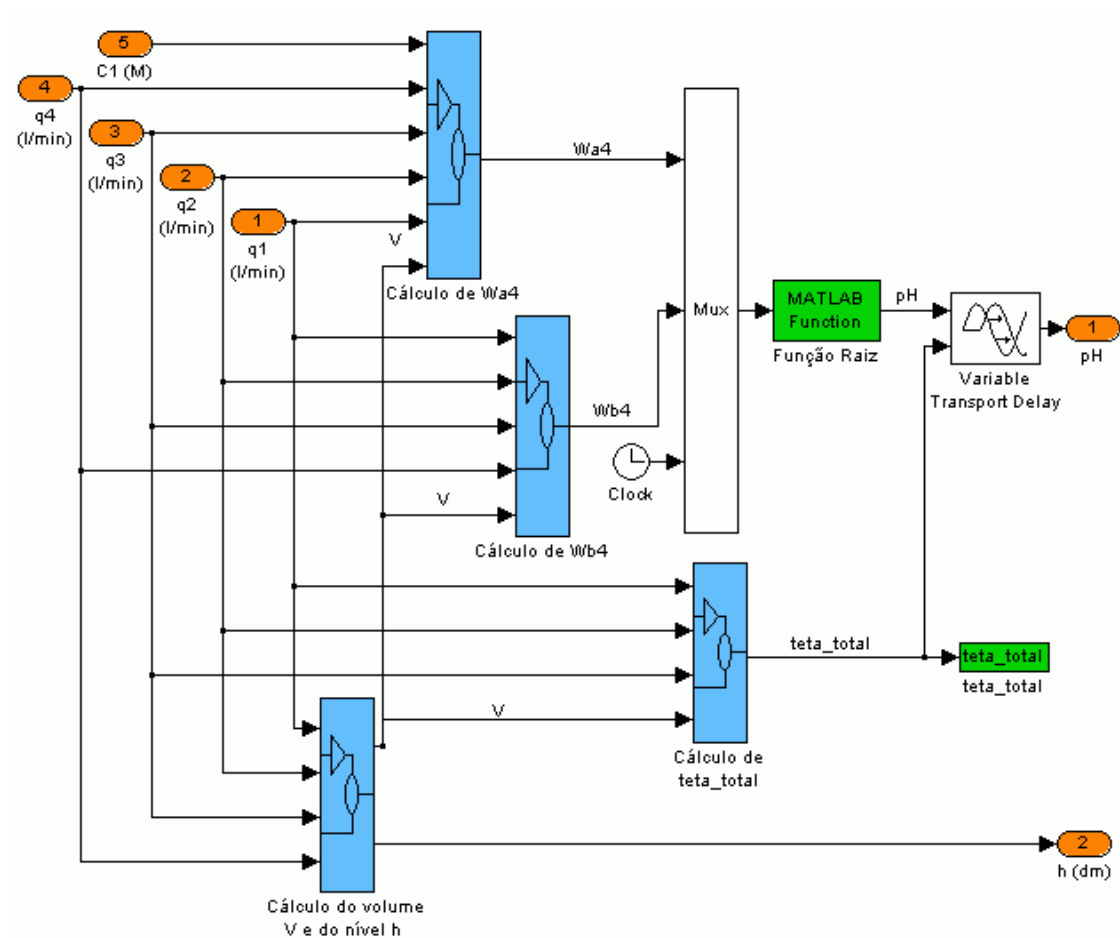 5
C1 (M)
4
q4
(l/min)
3
q3
(l/min)
2
q2
(l/min)
1
q1
(l/min)
V
Cálculo de Wa4
Wa4
Mux
MATLAB
Function
Função Raiz
pH
Variable
Transport Delay
1
pH
Wb4
Clock
V
Cálculo de Wb4
teta_total
teta_total
teta_total
V
Cálculo de
teta_total
Cálculo do volume
V e do nível h
2
h (dm)